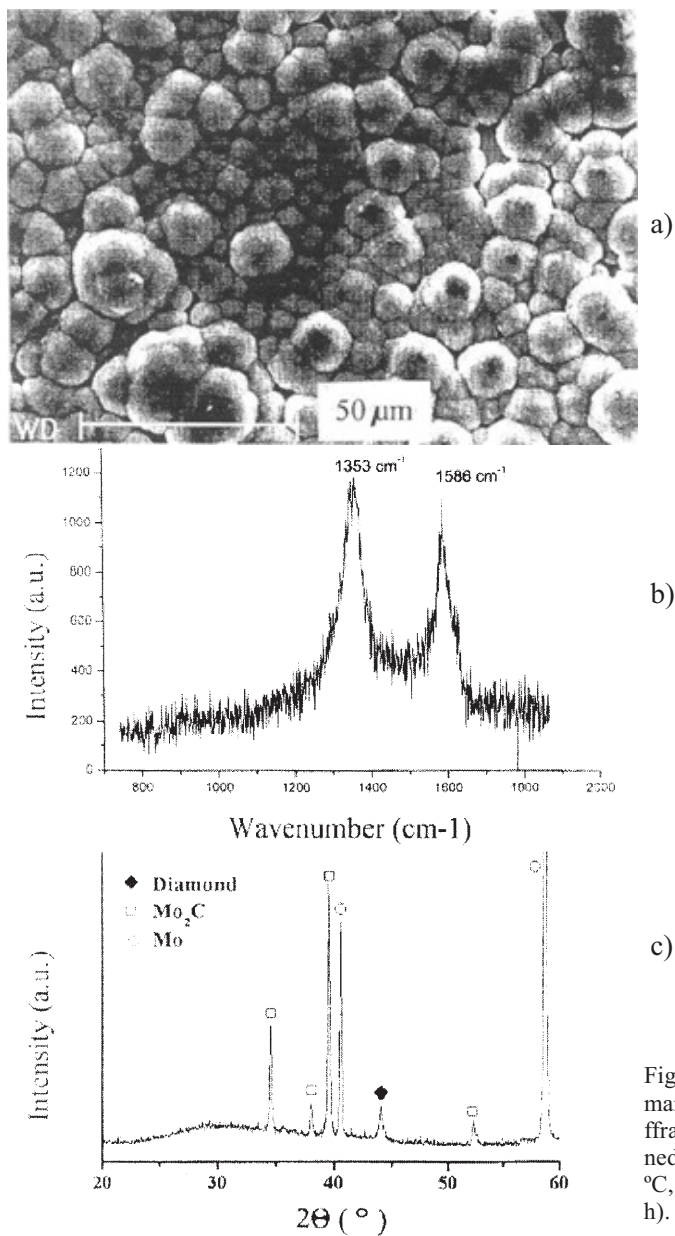 a)
WD
50 µm
1353 cm⁻¹
1586 cm⁻¹
1200
1000
800
600
400
200
0
Intensity (a.u.)
b)
800
1000
1200
1400
1600
1800
2000
Wavenumber (cm-1)
Diamond
Mo₂C
Mo
c)
Intensity (a.u.)
20
30
40
50
60
2Θ ( ° )
Fig
mar
ffra
ned
ºC,
h).